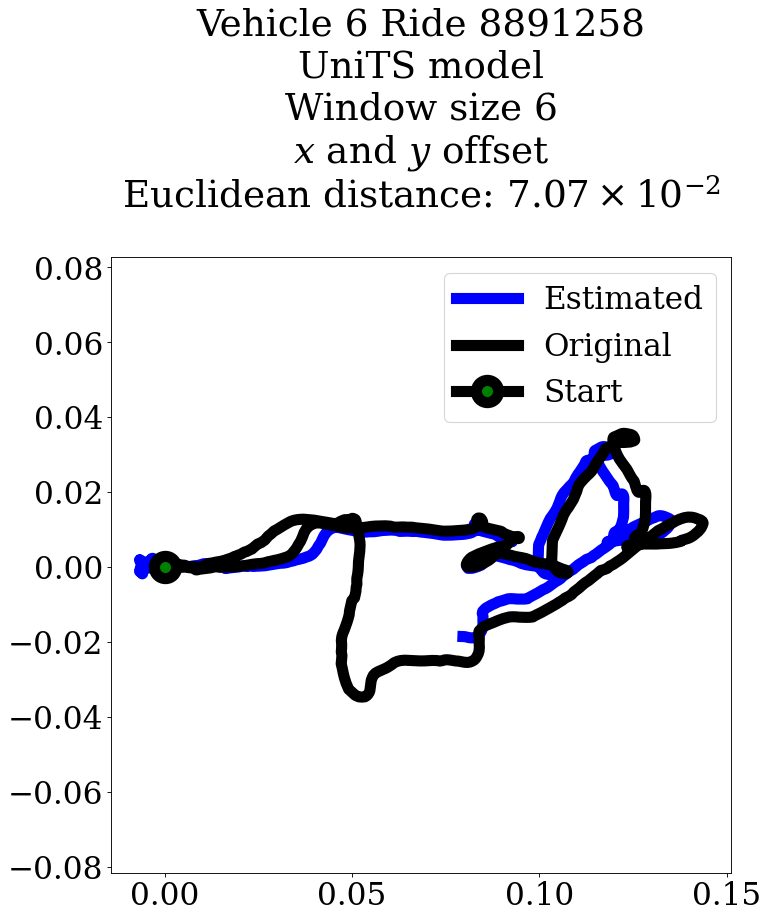 Vehicle 6 Ride 8891258
UniTS model
Window size 6
x and y offset
Euclidean distance: 7.07 × 10⁻²
0.08
0.06
0.04
0.02
0.00
−0.02
−0.04
−0.06
−0.08
Estimated
Original
Start
0.00 0.05 0.10 0.15